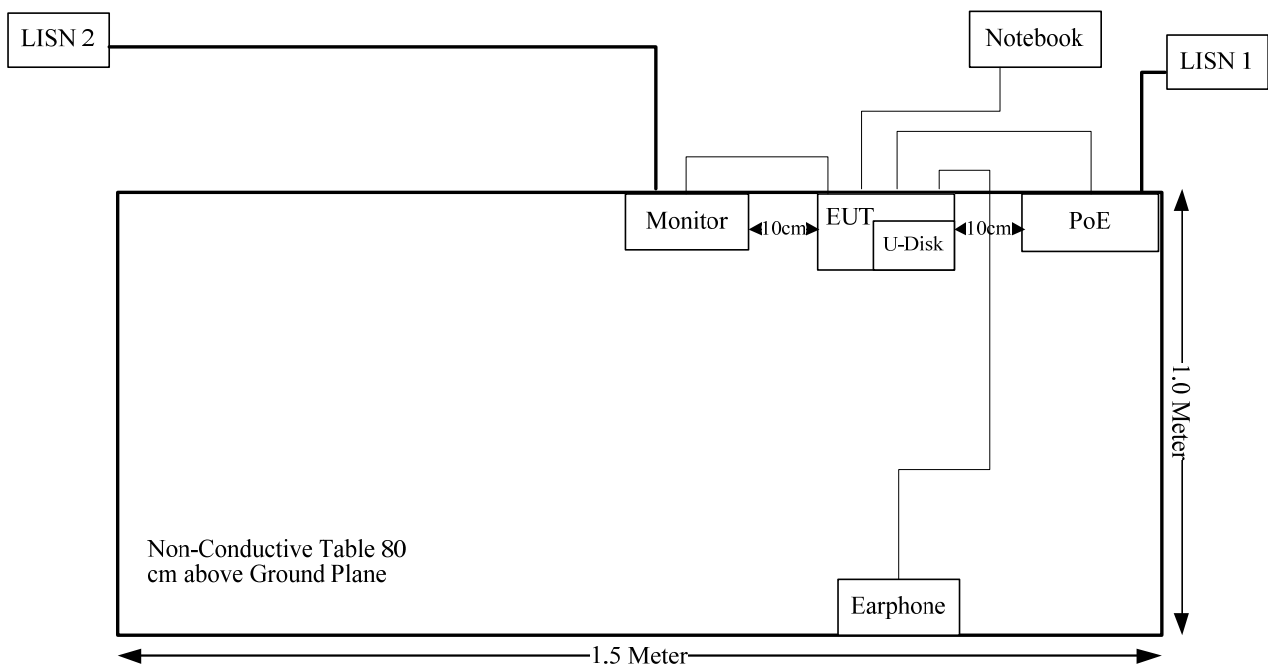 LISN 2
Notebook
LISN 1
Monitor
10cm
EUT
U-Disk
10cm
PoE
1.0 Meter
Non-Conductive Table 80
cm above Ground Plane
Earphone
1.5 Meter